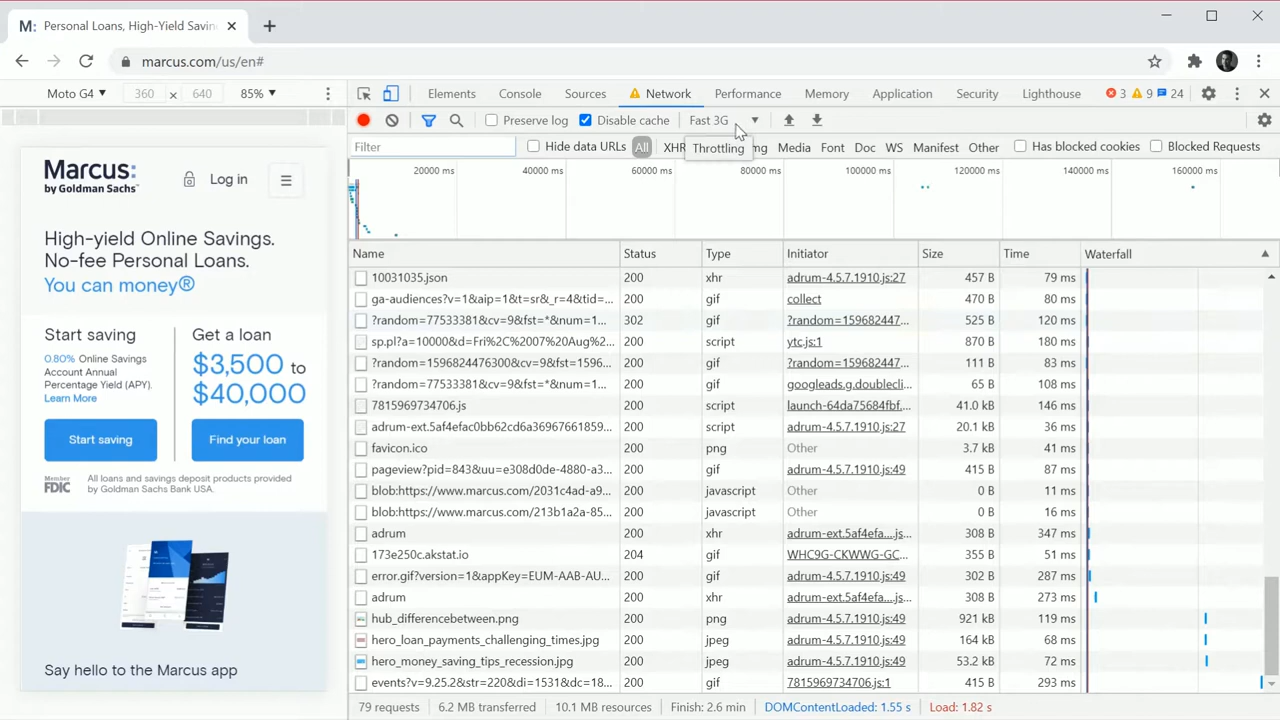 M: Personal Loans, High-Yield Savin
marcus.com/us/en#
Moto G4 360 x 640 85%
Elements Console Sources Network Performance Memory Application Security Lighthouse 3 9 24
Preserve log Disable cache Fast 3G
Filter Hide data URLs All XHR mg Media Font Doc WS Manifest Other Has blocked cookies Blocked Requests
Throttling
20000 ms 40000 ms 60000 ms 80000 ms 100000 ms 120000 ms 140000 ms 160000 ms
Marcus:
by Goldman Sachs®
Log in
High-yield Online Savings.
No-fee Personal Loans.
You can money®
Start saving
0.80% Online Savings
Account Annual
Percentage Yield (APY).
Learn More
Start saving
Get a loan
$3,500 to
$40,000
Find your loan
Member
FDIC
All loans and savings deposit products provided
by Goldman Sachs Bank USA.
Say hello to the Marcus app
Name Status Type Initiator Size Time Waterfall
10031035.json 200 xhr adrum-4.5.7.1910.js:27 457 B 79 ms
ga-audiences?v=1&aip=1&t=sr&_r=4&tid=... 200 gif collect 470 B 80 ms
?random=77533381&cv=9&fst=*&num=1... 302 gif ?random=159682447... 525 B 120 ms
sp.pl?a=10000&d=Fri%2C%2007%20Aug%2... 200 script ytc.js:1 870 B 180 ms
?random=1596824476300&cv=9&fst=1596... 200 gif ?random=159682447... 111 B 83 ms
?random=77533381&cv=9&fst=*&num=1... 200 gif googleads.g.doublecli... 65 B 108 ms
7815969734706.js 200 script launch-64da75684fbf... 41.0 kB 146 ms
adrum-ext.5af4efac0bb62cd6a36967661859... 200 script adrum-4.5.7.1910.js:27 20.1 kB 36 ms
favicon.ico 200 png Other 3.7 kB 41 ms
pageview?pid=843&uu=e308d0de-4880-a3... 200 gif adrum-4.5.7.1910.js:49 415 B 87 ms
blob:https://www.marcus.com/2031c4ad-a9... 200 javascript Other 0 B 11 ms
blob:https://www.marcus.com/213b1a2a-85... 200 javascript Other 0 B 16 ms
adrum 200 xhr adrum-ext.5af4efa....js... 308 B 347 ms
173e250c.akstat.io 204 gif WHC9G-CKWWG-GC... 355 B 51 ms
error.gif?version=1&appKey=EUM-AAB-AU... 200 gif adrum-4.5.7.1910.js:49 302 B 287 ms
adrum 200 xhr adrum-ext.5af4efa....js... 308 B 273 ms
hub_differencebetween.png 200 png adrum-4.5.7.1910.js:49 921 kB 119 ms
hero_loan_payments_challenging_times.jpg 200 jpeg adrum-4.5.7.1910.js:49 164 kB 68 ms
hero_money_saving_tips_recession.jpg 200 jpeg adrum-4.5.7.1910.js:49 53.2 kB 72 ms
events?v=9.25.2&str=220&di=1531&dc=18... 200 gif 7815969734706.js:1 415 B 293 ms
79 requests 6.2 MB transferred 10.1 MB resources Finish: 2.6 min DOMContentLoaded: 1.55 s Load: 1.82 s